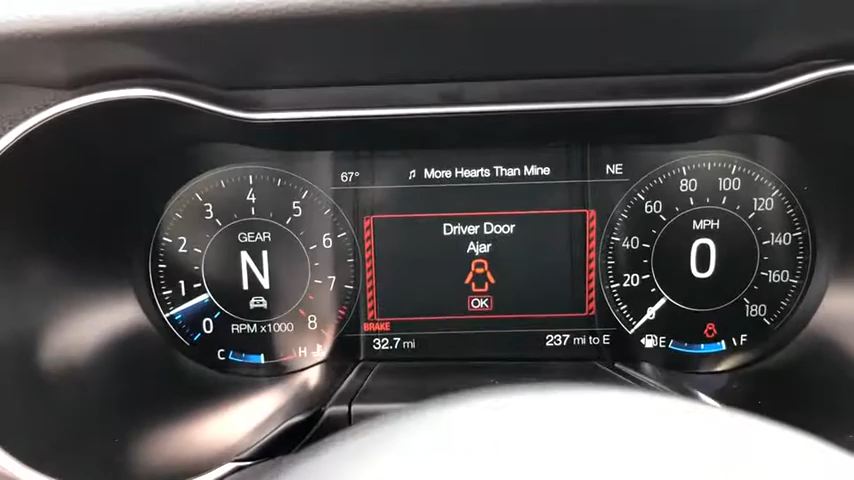 67° ♫ More Hearts Than Mine NE
GEAR
N
RPM x1000
0 1 2 3 4 5 6 7 8
C H
Driver Door
Ajar
OK
BRAKE
32.7 mi 237 mi to E
MPH
0
0 20 40 60 80 100 120 140 160 180
E F